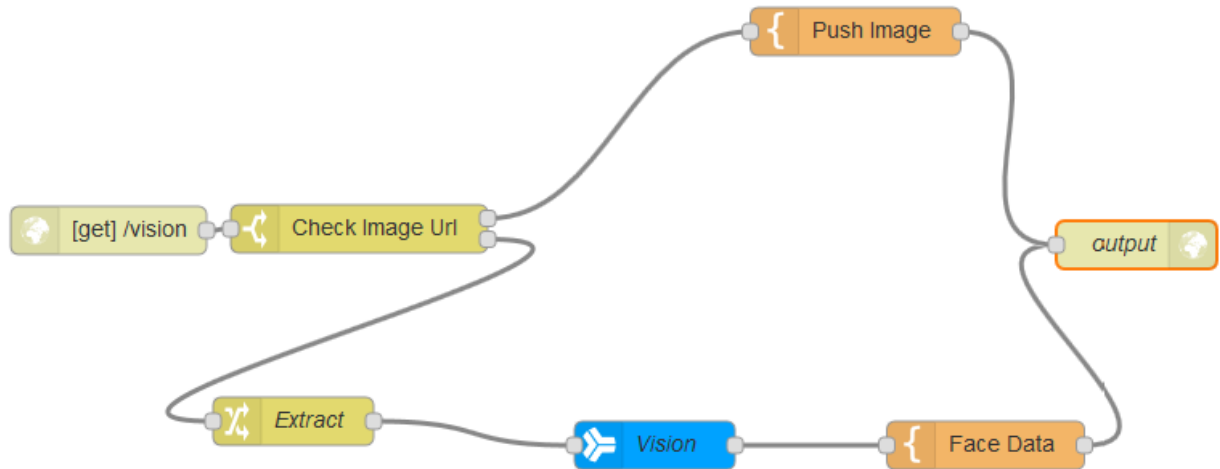 Push Image
[get] /vision
Check Image Url
output
Extract
Vision
Face Data